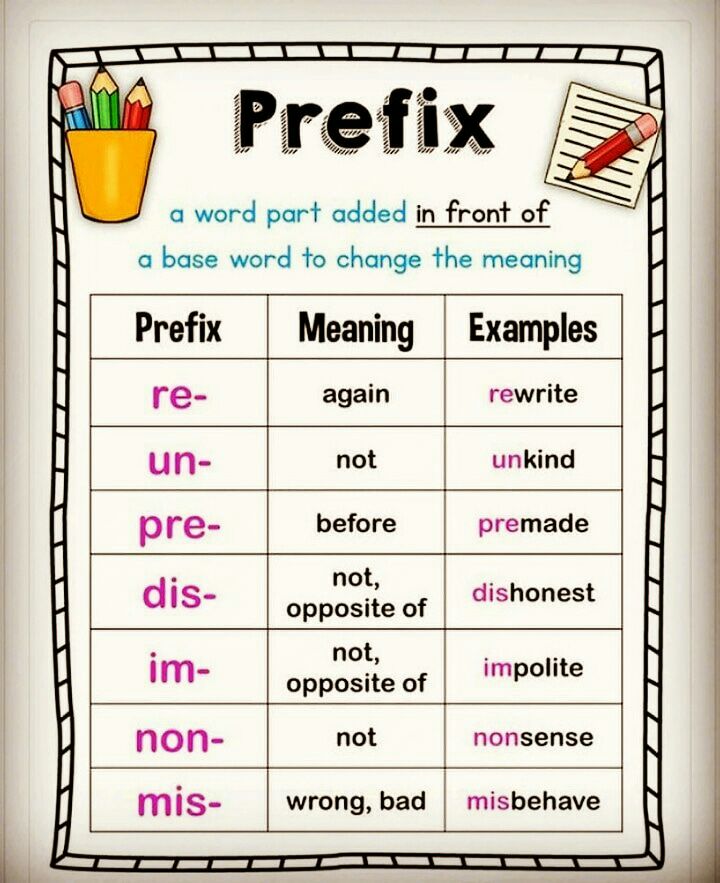 Prefix
a word part added in front of
a base word to change the meaning
Prefix Meaning Examples
re- again rewrite
un- not unkind
pre- before premade
dis- not, opposite of dishonest
im- not, opposite of impolite
non- not nonsense
mis- wrong, bad misbehave